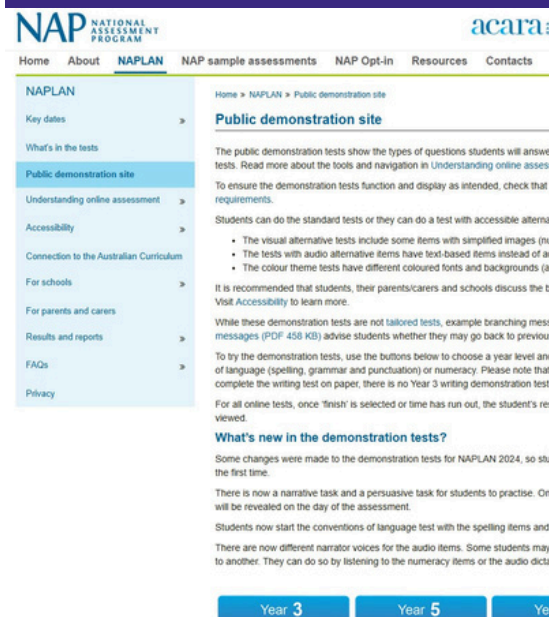 NAP NATIONAL
ASSESSMENT
PROGRAM
acara
Home About NAPLAN NAP sample assessments NAP Opt-in Resources Contacts
NAPLAN
Key dates »
What's in the tests
Public demonstration site
Understanding online assessment »
Accessibility »
Connection to the Australian Curriculum
For schools »
For parents and carers
Results and reports »
FAQs »
Privacy
Home » NAPLAN » Public demonstration site
Public demonstration site
The public demonstration tests show the types of questions students will answe
tests. Read more about the tools and navigation in Understanding online asses
To ensure the demonstration tests function and display as intended, check that
requirements.
Students can do the standard tests or they can do a test with accessible alterna
• The visual alternative tests include some items with simplified images (nu
• The tests with audio alternative items have text-based items instead of a
• The colour theme tests have different coloured fonts and backgrounds (a
It is recommended that students, their parents/carers and schools discuss the b
Visit Accessibility to learn more.
While these demonstration tests are not tailored tests, example branching mess
messages (PDF 458 KB) advise students whether they may go back to previou
To try the demonstration tests, use the buttons below to choose a year level an
of language (spelling, grammar and punctuation) or numeracy. Please note that
complete the writing test on paper, there is no Year 3 writing demonstration test
For all online tests, once 'finish' is selected or time has run out, the student's re
viewed.
What's new in the demonstration tests?
Some changes were made to the demonstration tests for NAPLAN 2024, so stu
the first time.
There is now a narrative task and a persuasive task for students to practise. On
will be revealed on the day of the assessment.
Students now start the conventions of language test with the spelling items and
There are now different narrator voices for the audio items. Some students may
to another. They can do so by listening to the numeracy items or the audio dicta
Year 3 Year 5 Ye